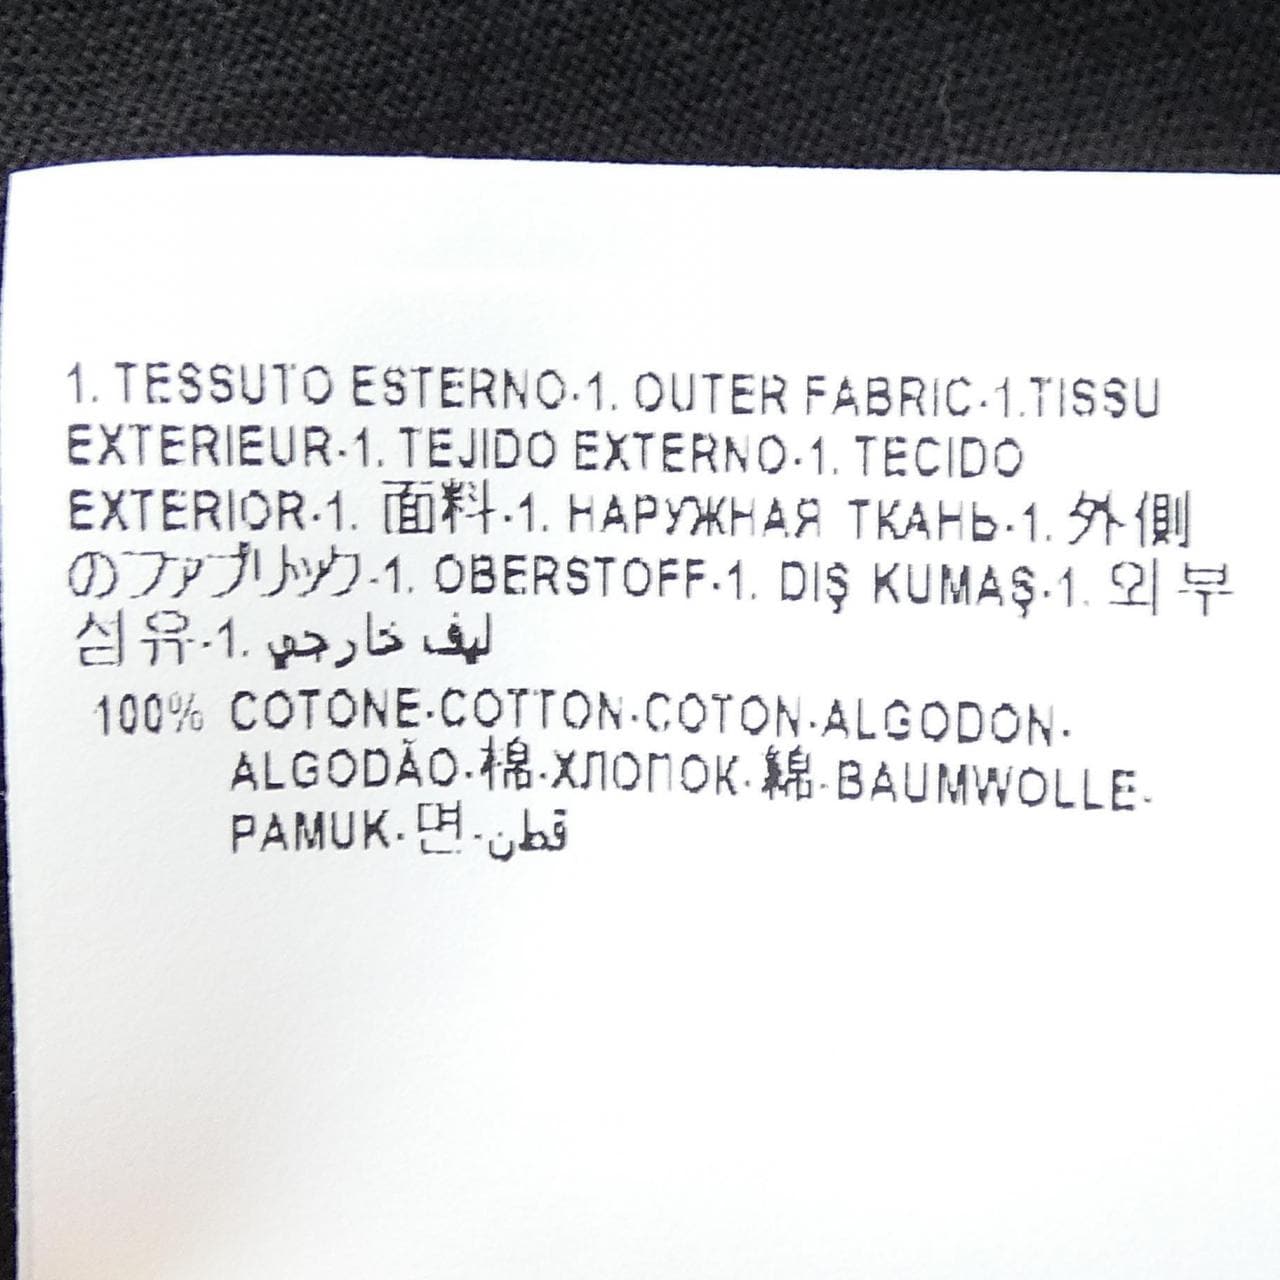 1. TESSUTO ESTERNO·1. OUTER FABRIC·1.TISSU
EXTERIEUR·1. TEJIDO EXTERNO·1. TECIDO
EXTERIOR·1. 面料·1. НАРУЖНАЯ ТКАНЬ·1. 外側
のファブリック·1. OBERSTOFF·1. DIŞ KUMAŞ·1. 외부
섬유·1. ليف خارجي
100% COTONE·COTTON·COTON·ALGODON·
ALGODÃO·棉·ХЛОПОК·綿·BAUMWOLLE·
PAMUK·면·قطن